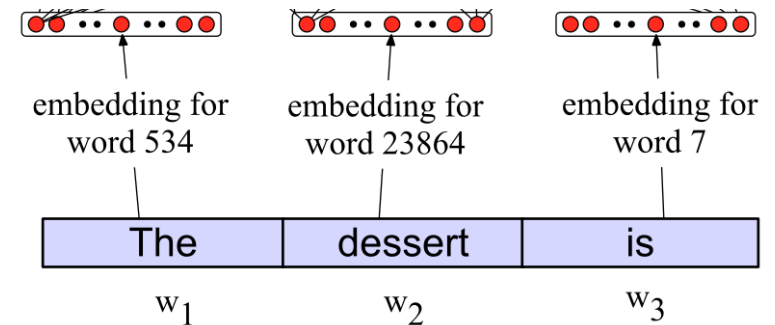 embedding for embedding for embedding for
word 534 word 23864 word 7
The dessert is
w1 w2 w3